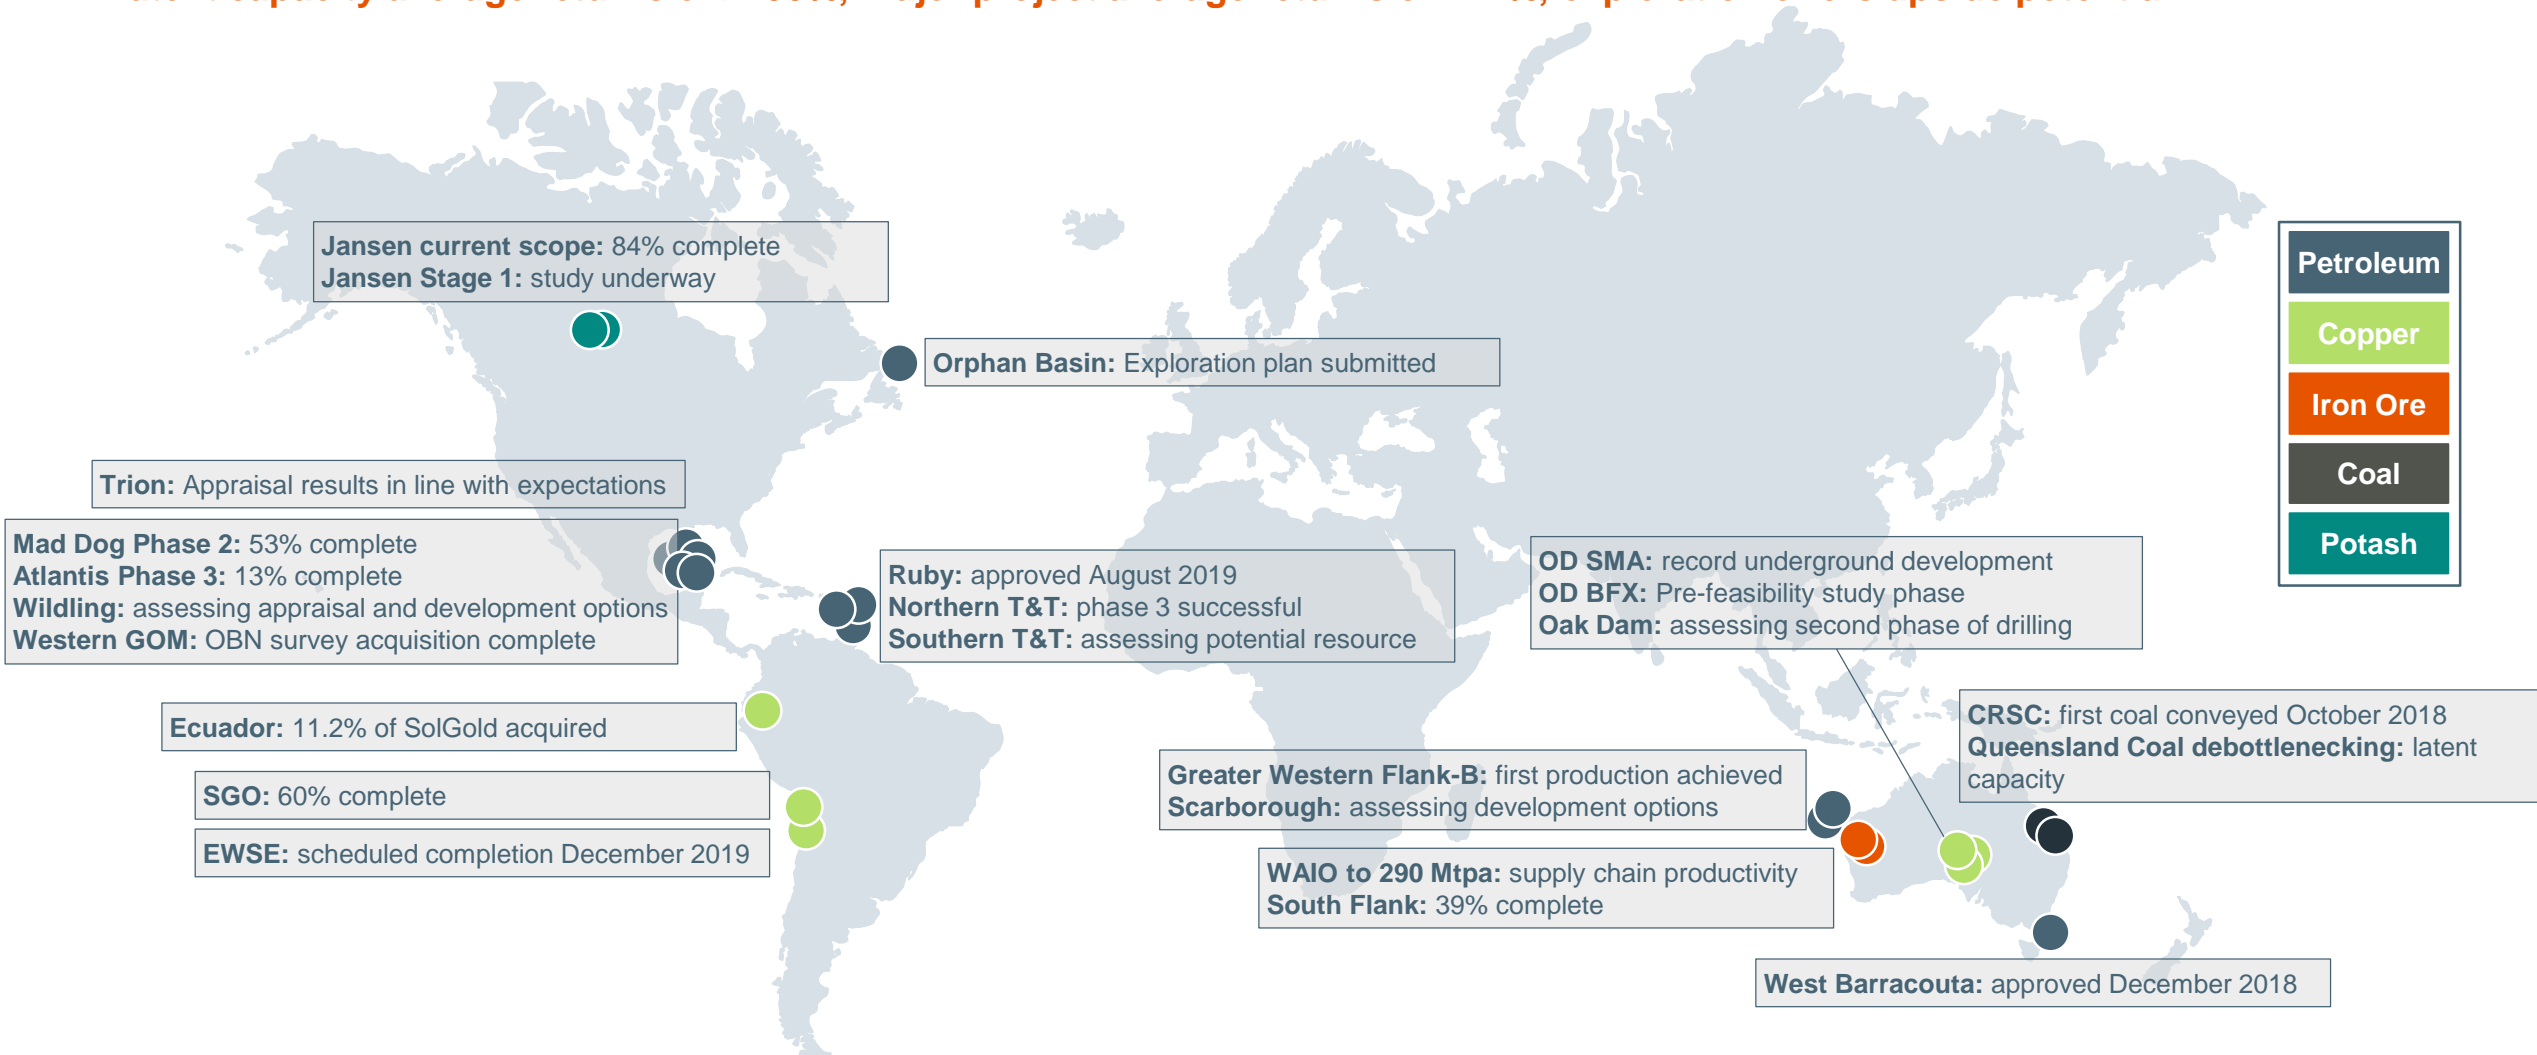 Jansen current scope: 84% complete
Jansen Stage 1: study underway
Petroleum
Copper
Iron Ore
Coal
Potash
Orphan Basin: Exploration plan submitted
Trion: Appraisal results in line with expectations
Mad Dog Phase 2: 53% complete
Atlantis Phase 3: 13% complete
Wildling: assessing appraisal and development options
Western GOM: OBN survey acquisition complete
Ruby: approved August 2019
Northern T&T: phase 3 successful
Southern T&T: assessing potential resource
OD SMA: record underground development
OD BFX: Pre-feasibility study phase
Oak Dam: assessing second phase of drilling
Ecuador: 11.2% of SolGold acquired
CRSC: first coal conveyed October 2018
Queensland Coal debottlenecking: latent
capacity
SGO: 60% complete
Greater Western Flank-B: first production achieved
Scarborough: assessing development options
EWSE: scheduled completion December 2019
WAIO to 290 Mtpa: supply chain productivity
South Flank: 39% complete
West Barracouta: approved December 2018